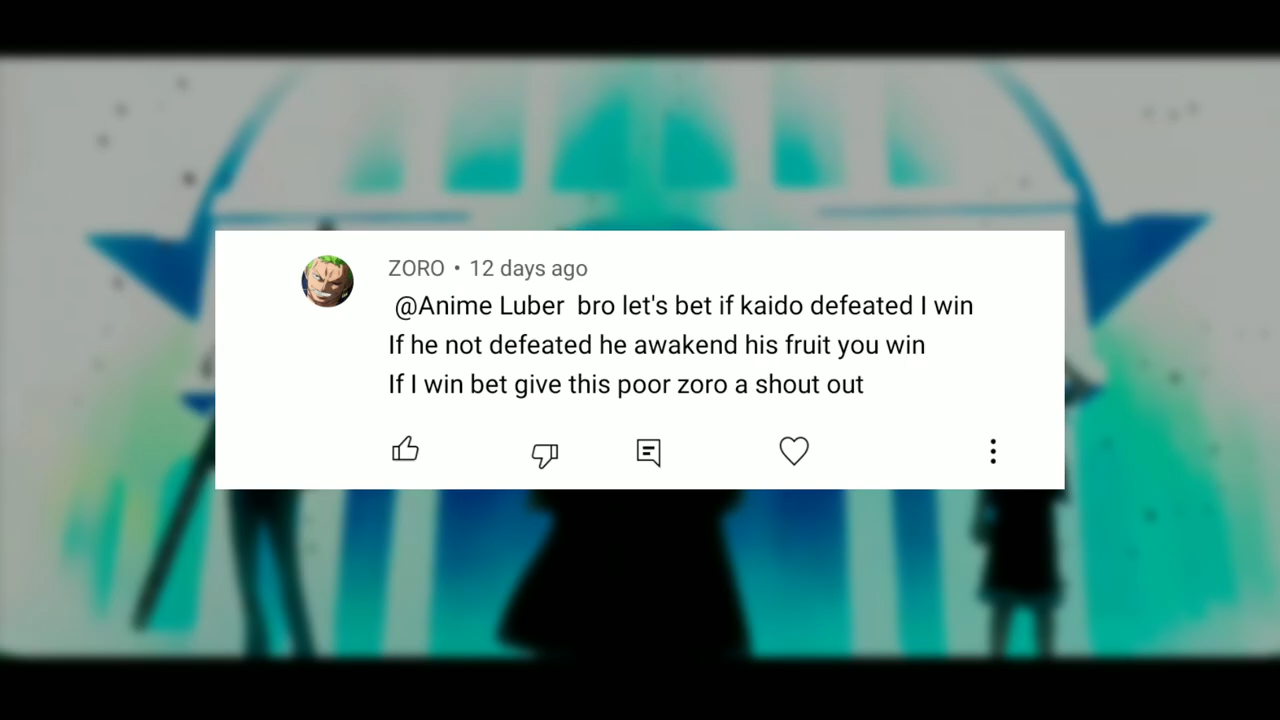 ZORO • 12 days ago
@Anime Luber bro let's bet if kaido defeated I win
If he not defeated he awakend his fruit you win
If I win bet give this poor zoro a shout out